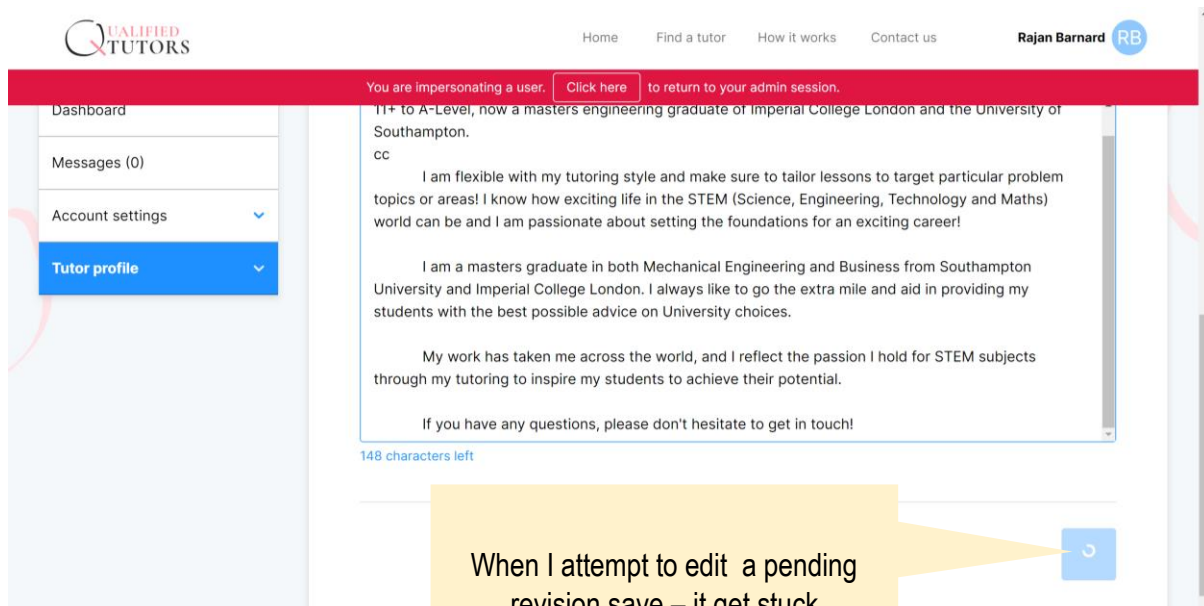 QUALIFIED
TUTORS
Home Find a tutor How it works Contact us Rajan Barnard RB
You are impersonating a user. Click here to return to your admin session.
Dashboard
Messages (0)
Account settings
Tutor profile
11+ to A-Level, now a masters engineering graduate of Imperial College London and the University of
Southampton.
cc
I am flexible with my tutoring style and make sure to tailor lessons to target particular problem
topics or areas! I know how exciting life in the STEM (Science, Engineering, Technology and Maths)
world can be and I am passionate about setting the foundations for an exciting career!
I am a masters graduate in both Mechanical Engineering and Business from Southampton
University and Imperial College London. I always like to go the extra mile and aid in providing my
students with the best possible advice on University choices.
My work has taken me across the world, and I reflect the passion I hold for STEM subjects
through my tutoring to inspire my students to achieve their potential.
If you have any questions, please don't hesitate to get in touch!
148 characters left
When I attempt to edit a pending
revision save – it get stuck